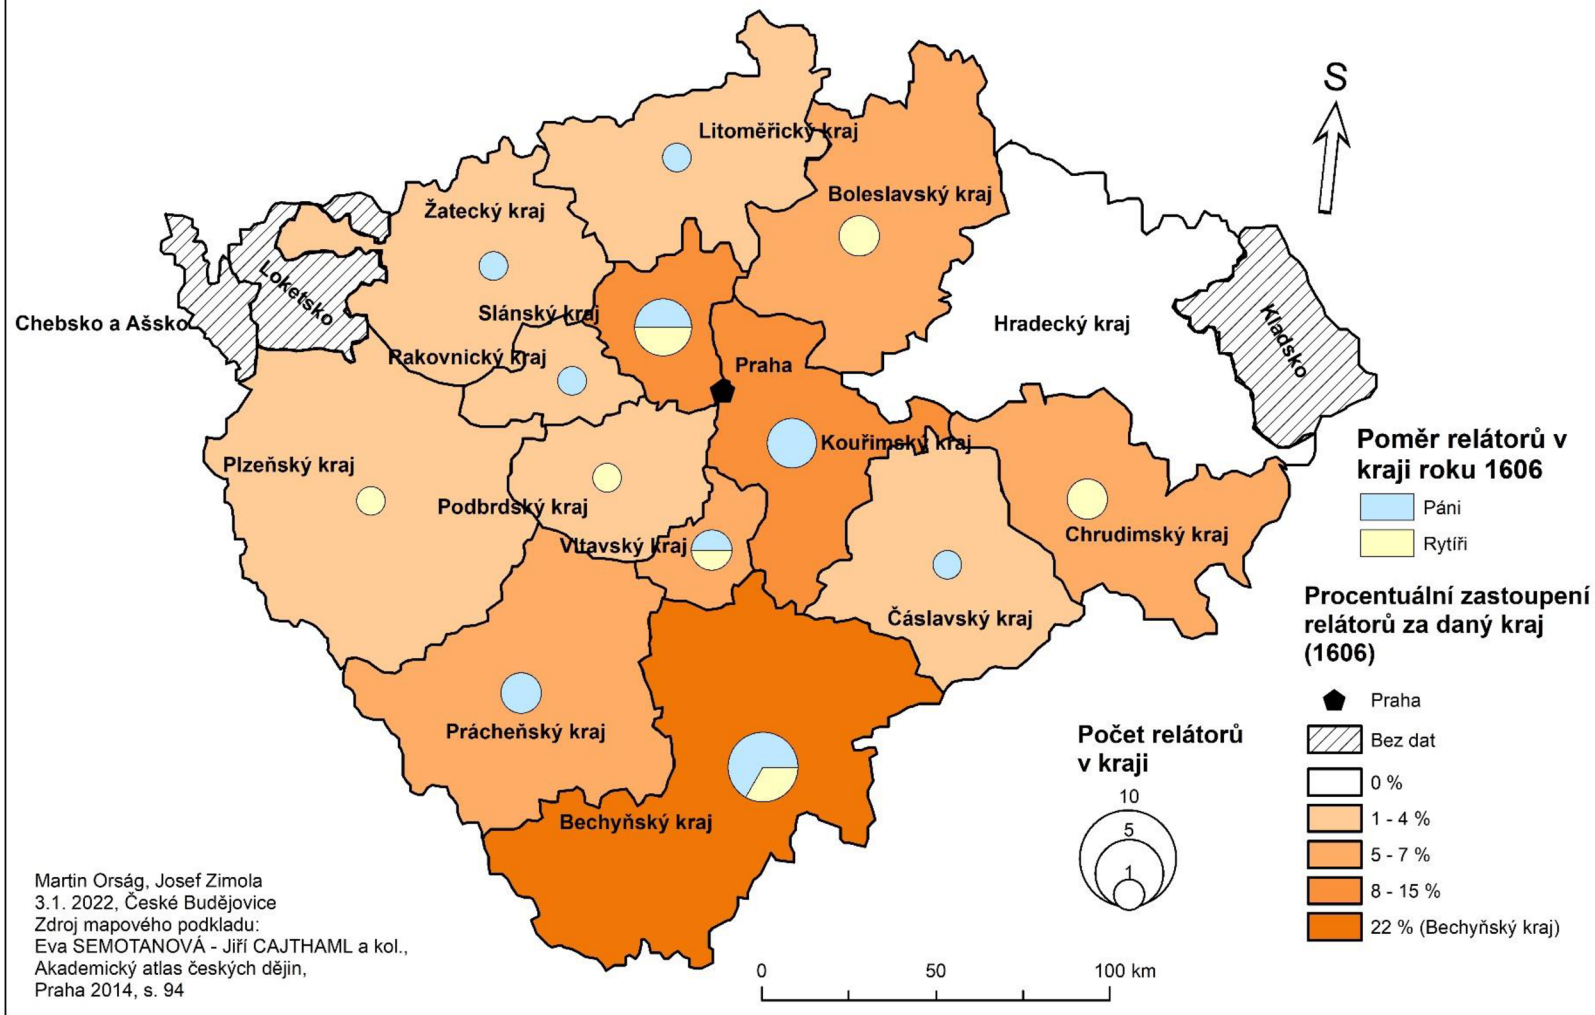 Litoměřický kraj
Boleslavský kraj
Žatecký kraj
Loketsko
Chebsko a Ašsko
Slánský kraj
Hradecký kraj
Kladsko
Rakovnický kraj
Praha
Kouřimský kraj
Plzeňský kraj
Podbrdský kraj
Vltavský kraj
Chrudimský kraj
Čáslavský kraj
Prácheňský kraj
Bechyňský kraj
S
Poměr relátorů v
kraji roku 1606
Páni
Rytíři
Procentuální zastoupení
relátorů za daný kraj
(1606)
Praha
Bez dat
0 %
1 - 4 %
5 - 7 %
8 - 15 %
22 % (Bechyňský kraj)
Počet relátorů
v kraji
10
5
1
0 50 100 km
Martin Orság, Josef Zimola
3.1. 2022, České Budějovice
Zdroj mapového podkladu:
Eva SEMOTANOVÁ - Jiří CAJTHAML a kol.,
Akademický atlas českých dějin,
Praha 2014, s. 94